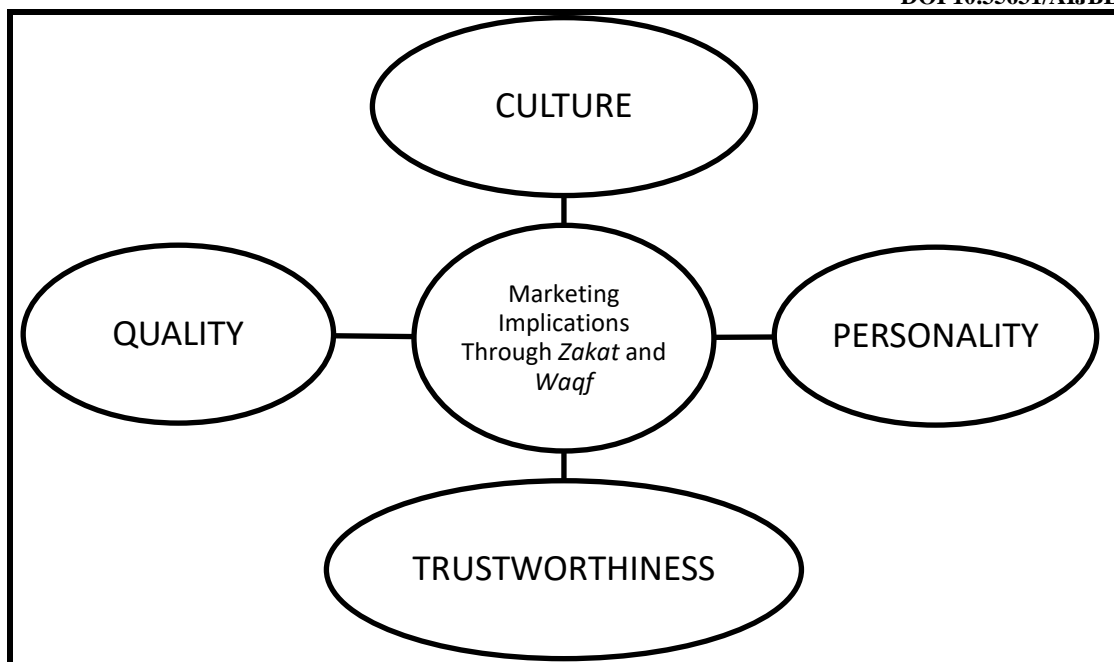 CULTURE
QUALITY
Marketing
Implications
Through Zakat and
Waqf
PERSONALITY
TRUSTWORTHINESS